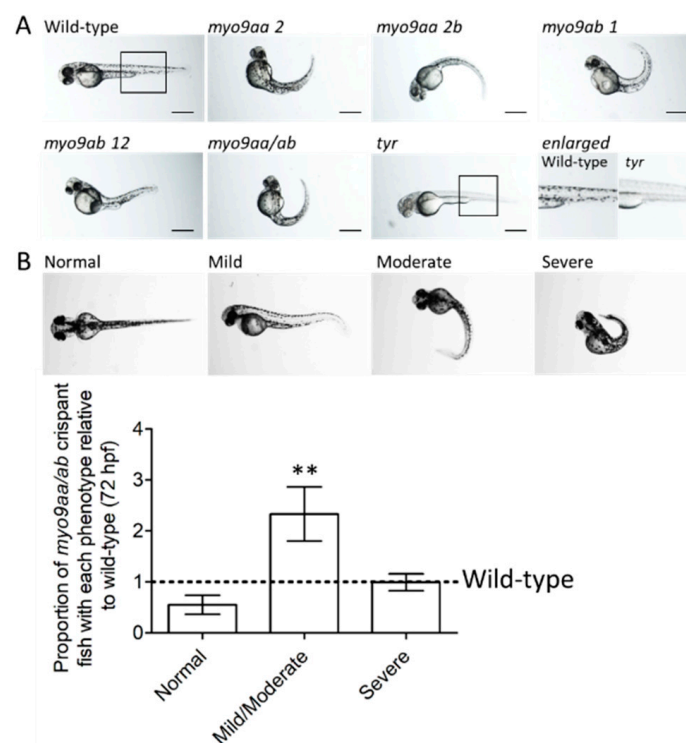 A
Wild-type
myo9aa 2
myo9aa 2b
myo9ab 1
myo9ab 12
myo9aa/ab
tyr
enlarged
Wild-type
tyr
B
Normal
Mild
Moderate
Severe
Proportion of myo9aa/ab crispant
fish with each phenotype relative
to wild-type (72 hpf)
4
3
2
1
0
**
Wild-type
Normal
Mild/Moderate
Severe